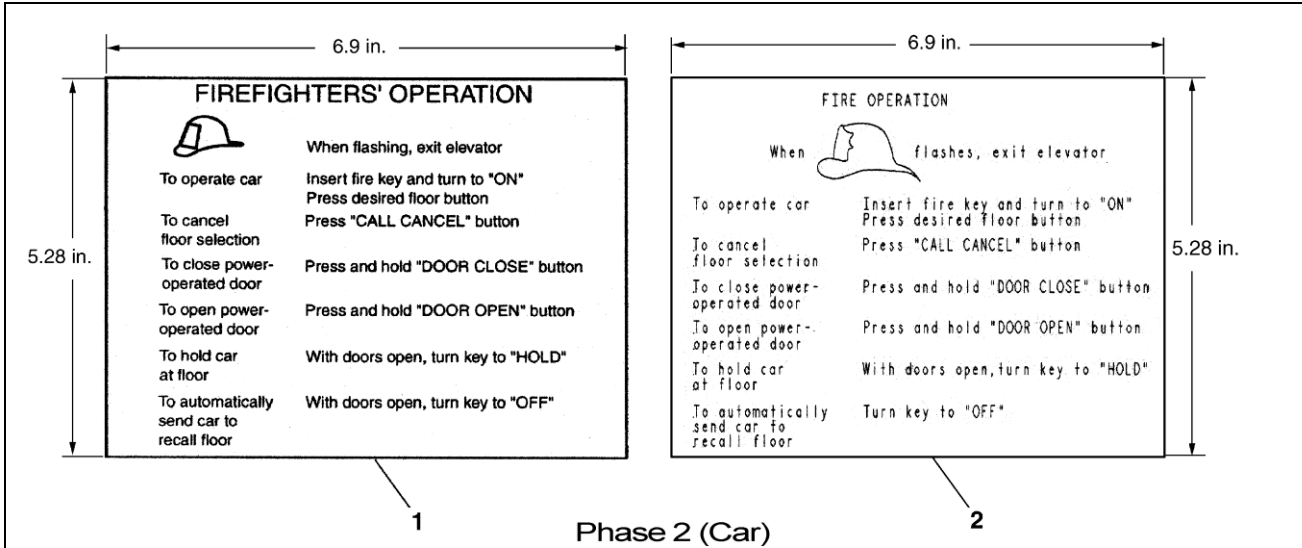 6.9 in.
5.28 in.
FIREFIGHTERS' OPERATION
When flashing, exit elevator
To operate car Insert fire key and turn to "ON"
Press desired floor button
To cancel Press "CALL CANCEL" button
floor selection
To close power- Press and hold "DOOR CLOSE" button
operated door
To open power- Press and hold "DOOR OPEN" button
operated door
To hold car With doors open, turn key to "HOLD"
at floor
To automatically With doors open, turn key to "OFF"
send car to
recall floor
1
6.9 in.
5.28 in.
FIRE OPERATION
When flashes, exit elevator
To operate car Insert fire key and turn to "ON"
Press desired floor button
To cancel Press "CALL CANCEL" button
floor selection
To close power- Press and hold "DOOR CLOSE" button
operated door
To open power- Press and hold "DOOR OPEN" button
operated door
To hold car With doors open,turn key to "HOLD"
at floor
To automatically Turn key to "OFF"
send car to
recall floor
2
Phase 2 (Car)